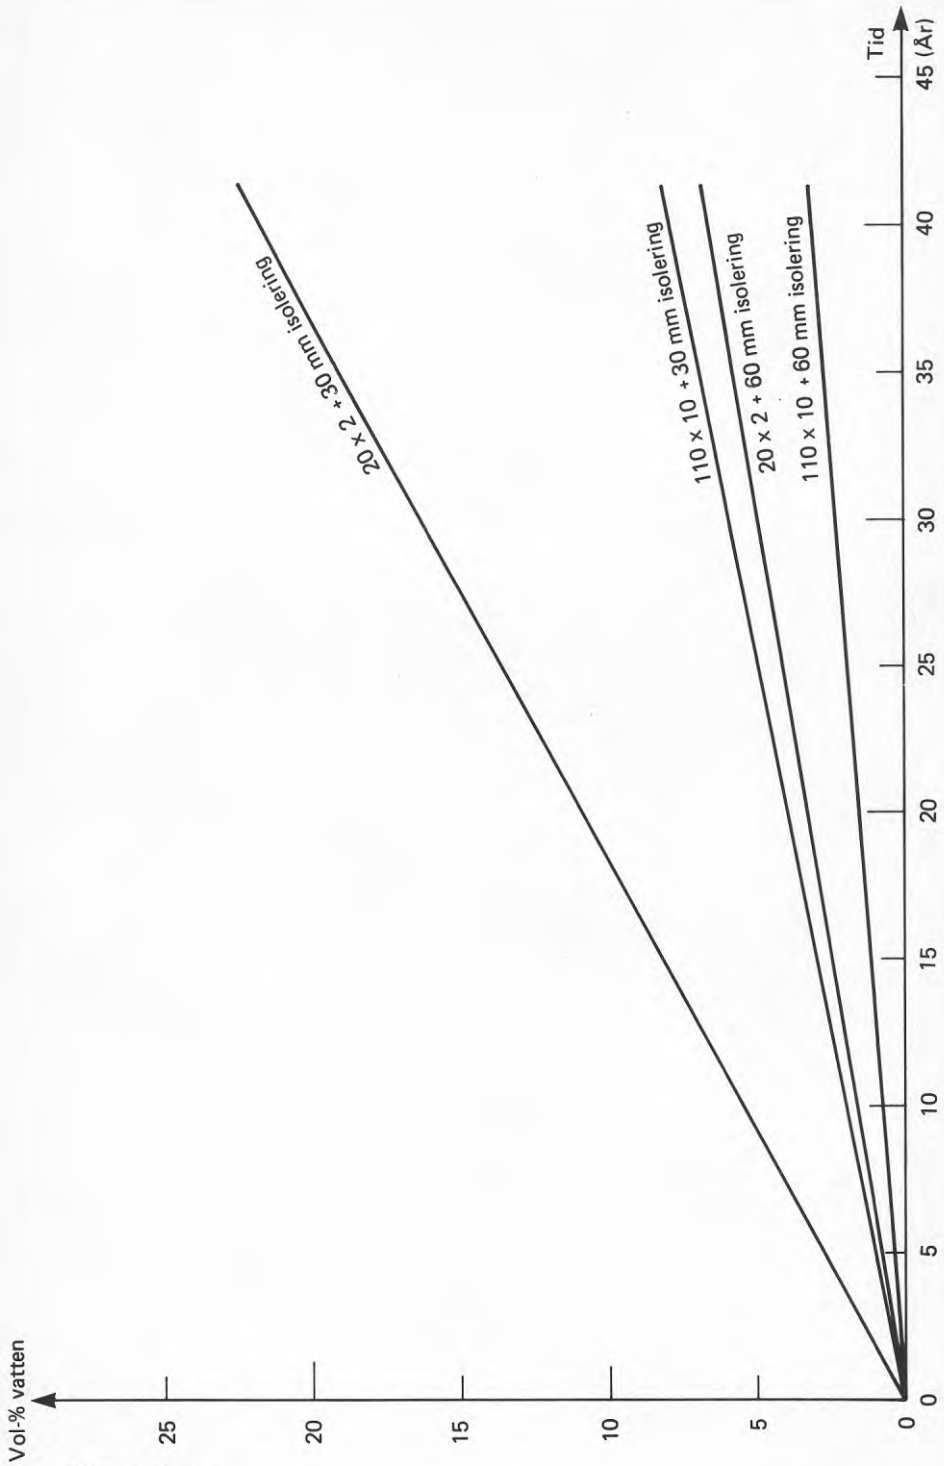 Vol-% vatten
25
20
15
10
5
0
20 x 2 + 30 mm isolering
110 x 10 + 30 mm isolering
20 x 2 + 60 mm isolering
110 x 10 + 60 mm isolering
Tid
0
5
10
15
20
25
30
35
40
45 (År)